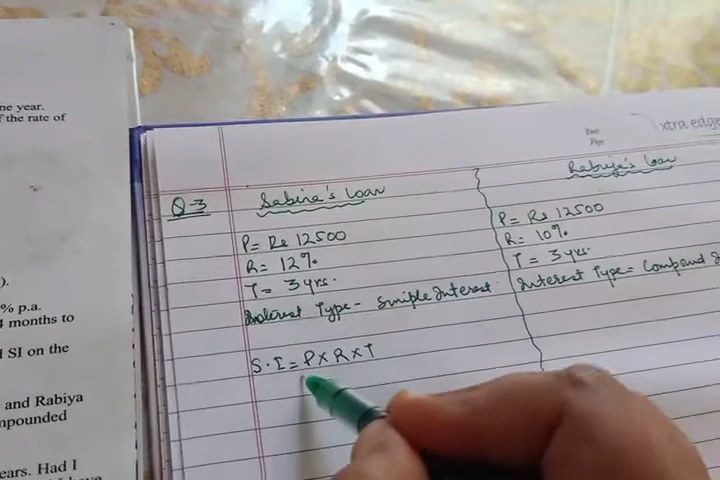 ne year.
f the rate of
).
% p.a.
4 months to
I SI on the
and Rabiya
mpounded
ears. Had I
xtra edge
Q-3
Sabina's Loan
P= Rs 12500
R= 12%
T= 3 yrs.
Interest Type - Simple Interest.
S.I = P x R x T
Rabiya's Loan
P= Rs 12500
R= 10%
T= 3 yrs.
Interest Type = Compound